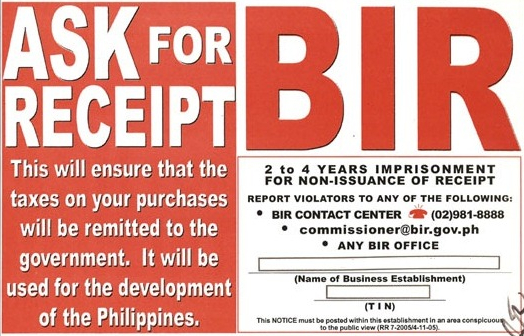 ASK FOR
RECEIPT
This will ensure that the
taxes on your purchases
will be remitted to the
government. It will be
used for the development
of the Philippines.
BIR
2 to 4 YEARS IMPRISONMENT
FOR NON-ISSUANCE OF RECEIPT
REPORT VIOLATORS TO ANY OF THE FOLLOWING:
• BIR CONTACT CENTER ☎ (02)981-8888
• commissioner@bir.gov.ph
• ANY BIR OFFICE
(Name of Business Establishment)
(T I N)
This NOTICE must be posted within this establishment in an area conspicuous
to the public view (RR 7-2005/4-11-05).